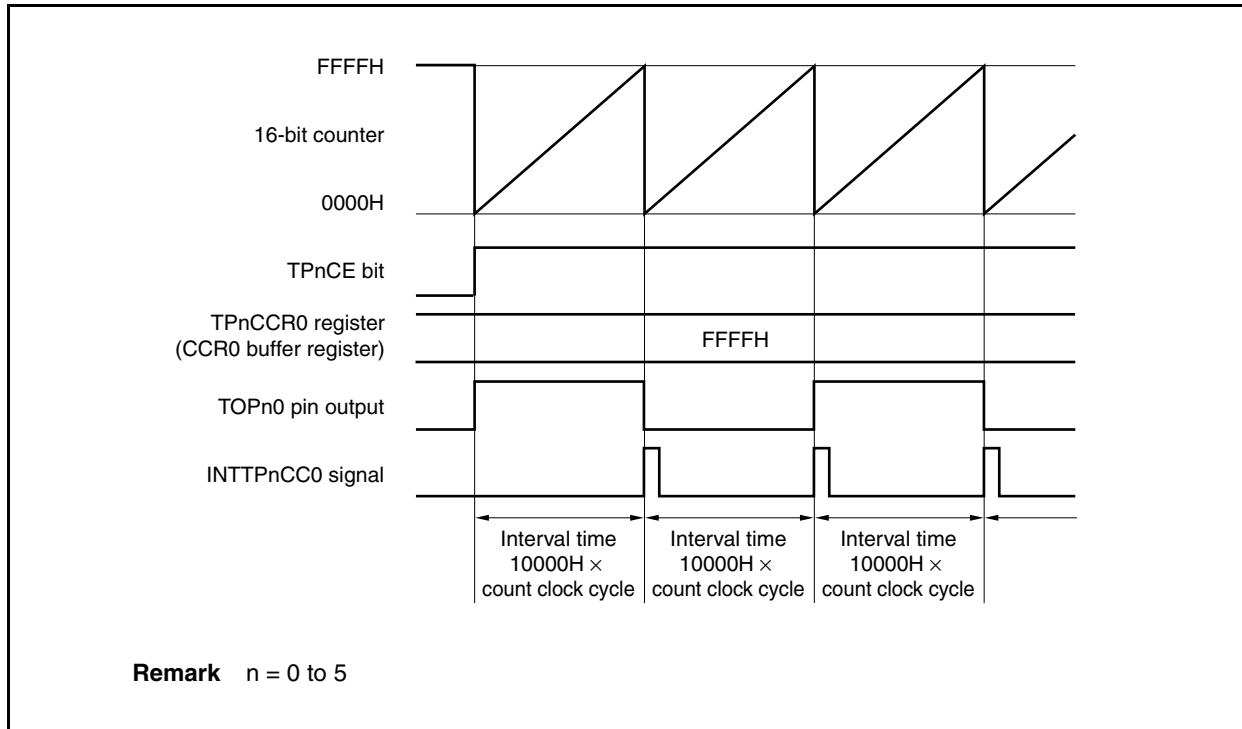 FFFFH
16-bit counter
0000H
TPnCE bit
TPnCCR0 register
(CCR0 buffer register)
FFFFH
TOPn0 pin output
INTTPnCC0 signal
Interval time
10000H ×
count clock cycle
Interval time
10000H ×
count clock cycle
Interval time
10000H ×
count clock cycle
Remark n = 0 to 5